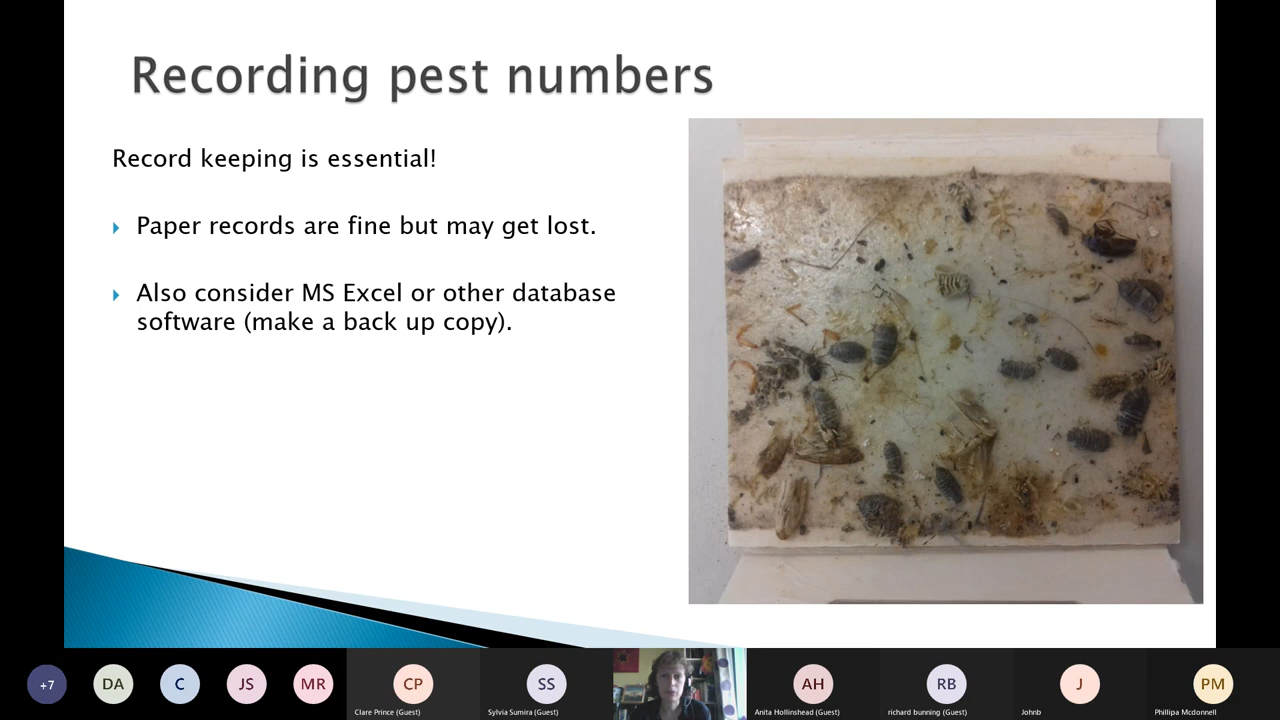 Recording pest numbers
Record keeping is essential!
Paper records are fine but may get lost.
Also consider MS Excel or other database
software (make a back up copy).
+7
DA
C
JS
MR
CP
SS
AH
RB
J
PM
Clare Prince (Guest)
Sylvia Sumira (Guest)
Anita Hollinshead (Guest)
richard bunning (Guest)
Johnb
Phillipa Mcdonnell